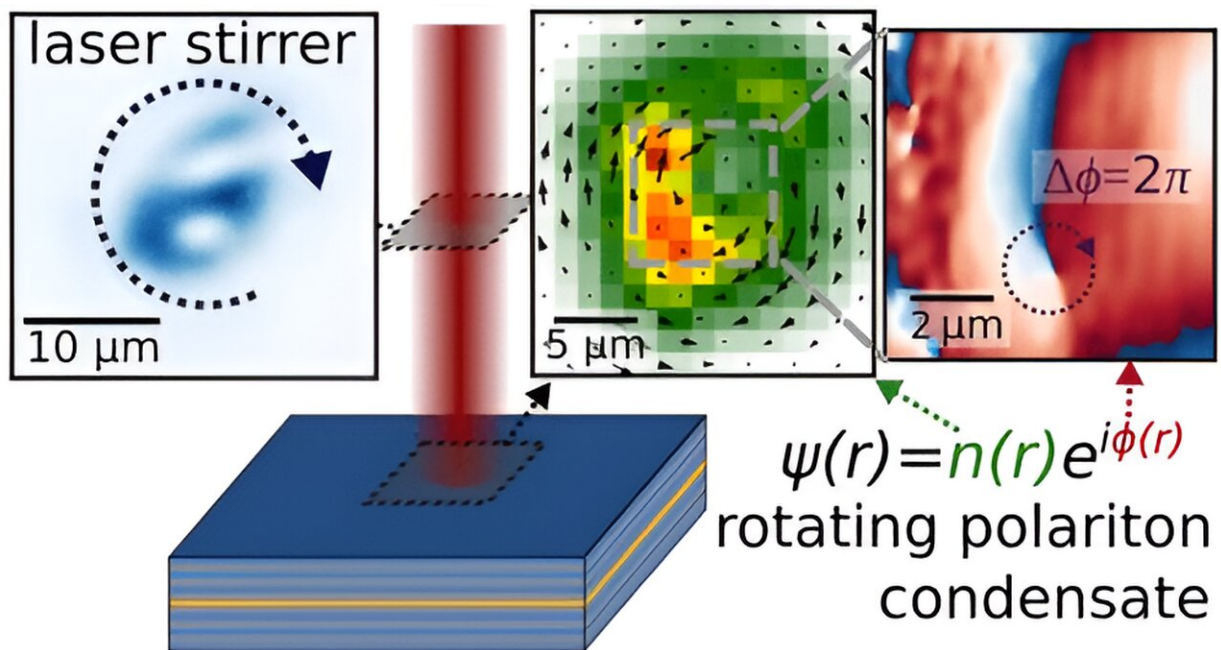 laser stirrer
10 μm
5 μm
Δϕ=2π
2 μm
ψ(r)=n(r)e^{iϕ(r)}
rotating polariton
condensate